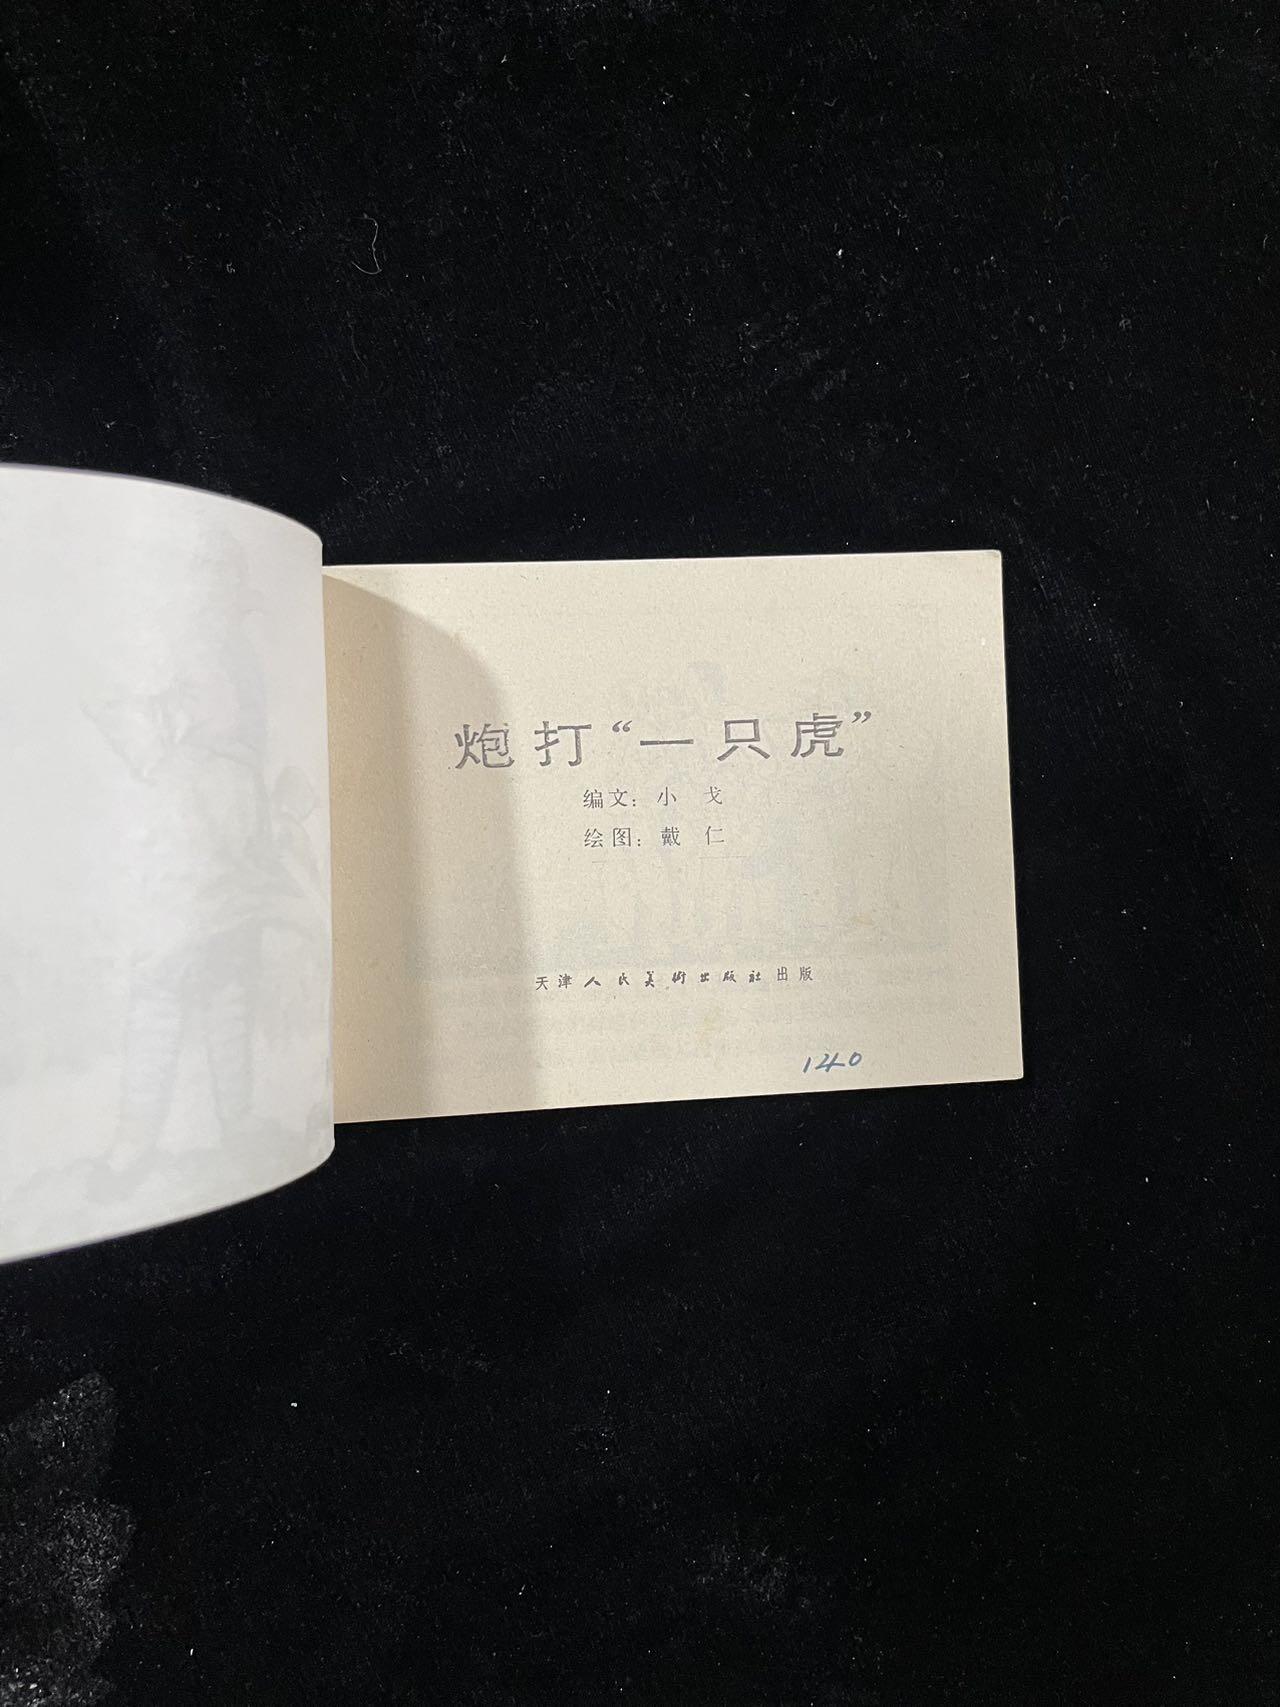 炮打“一只虎”
编文：小戈
绘图：戴仁
天津人民美術出版社出版
140